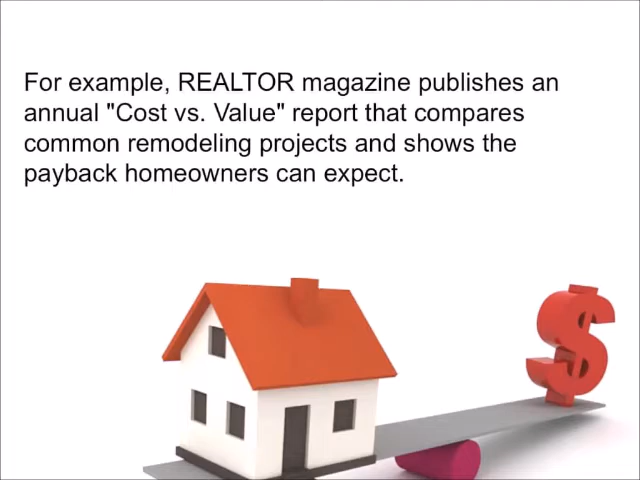 For example, REALTOR magazine publishes an
annual "Cost vs. Value" report that compares
common remodeling projects and shows the
payback homeowners can expect.
$